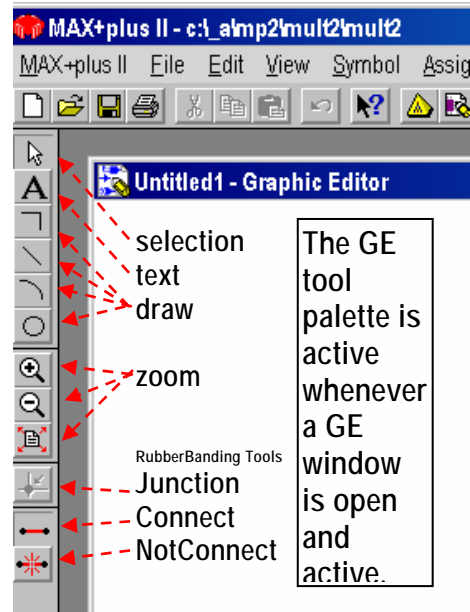 MAX+plus II - c:\_a\mp2\mult2\mult2
MAX+plus II File Edit View Symbol Assig
A
Untitled1 - Graphic Editor
selection
text
draw
zoom
RubberBanding Tools
Junction
Connect
NotConnect
The GE
tool
palette is
active
whenever
a GE
window
is open
and
active.